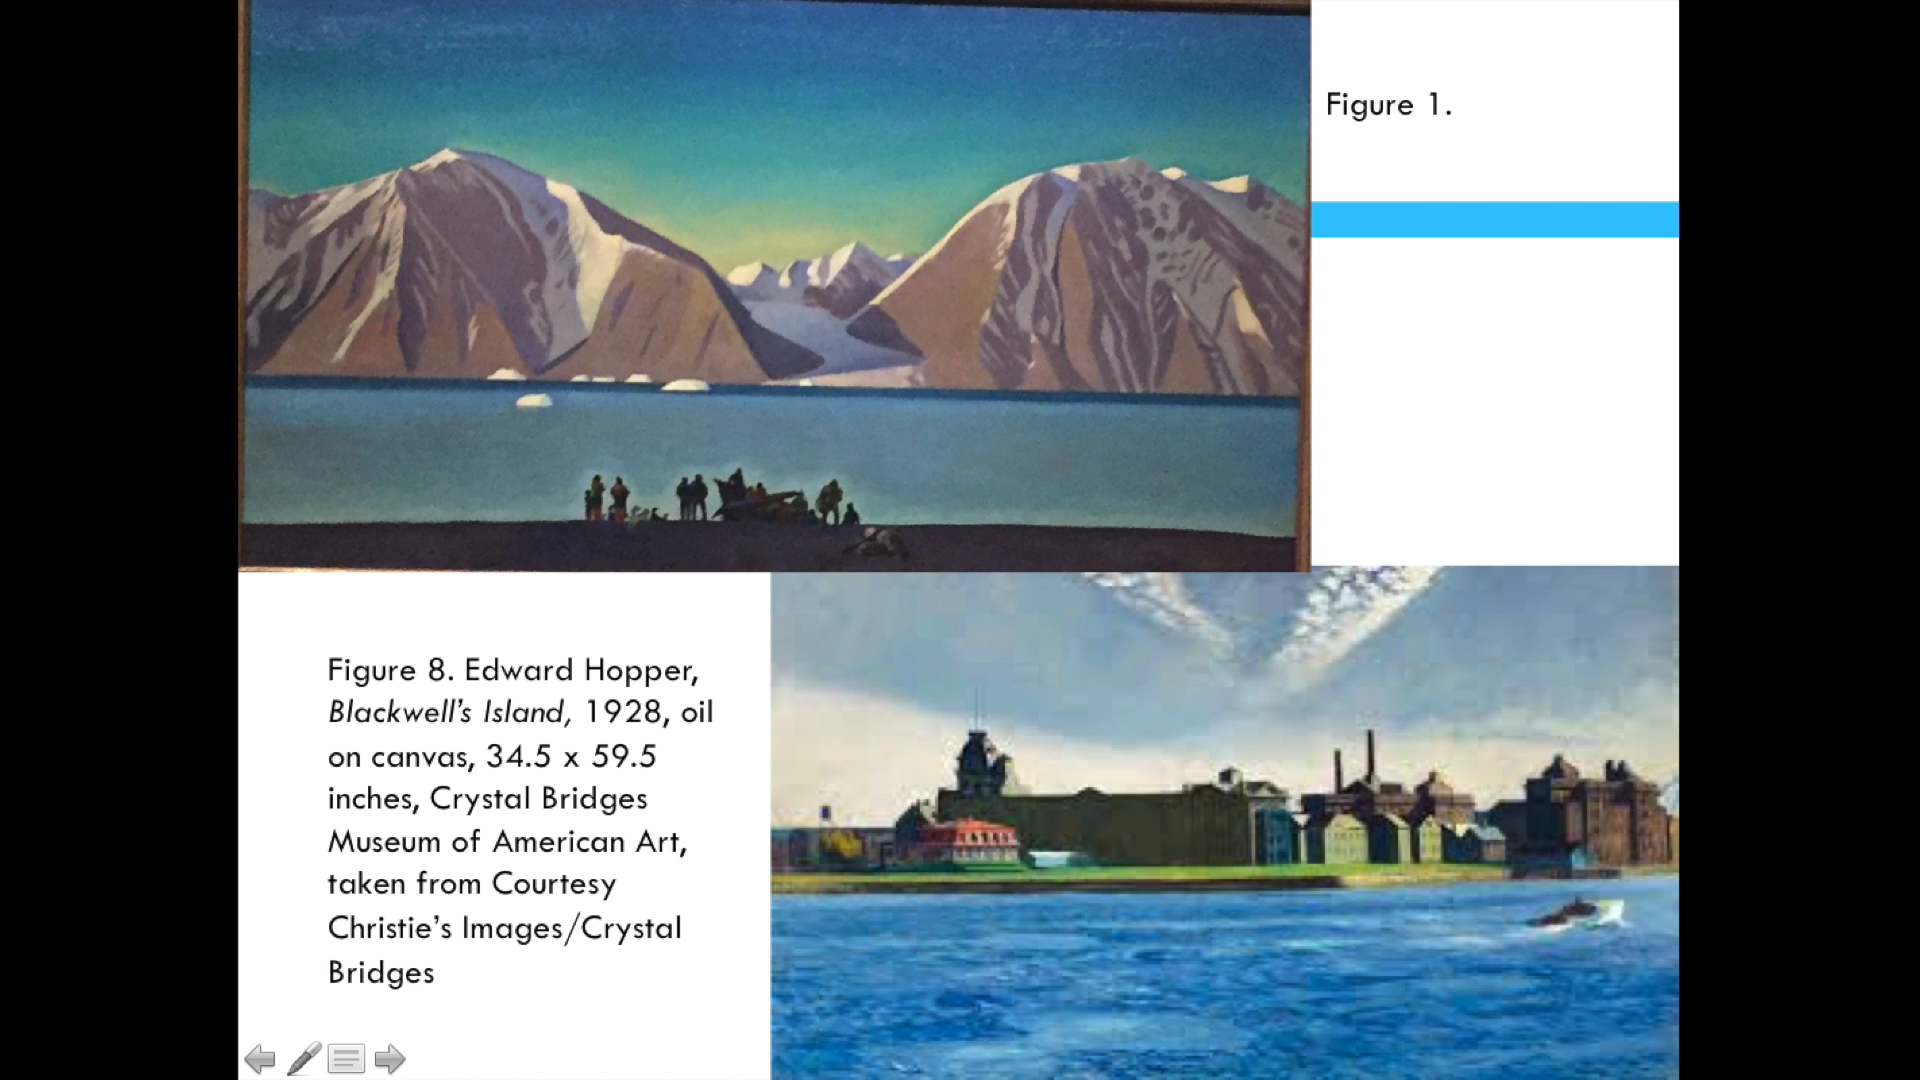 Figure 1.
Figure 8. Edward Hopper,
Blackwell's Island, 1928, oil
on canvas, 34.5 x 59.5
inches, Crystal Bridges
Museum of American Art,
taken from Courtesy
Christie's Images/Crystal
Bridges